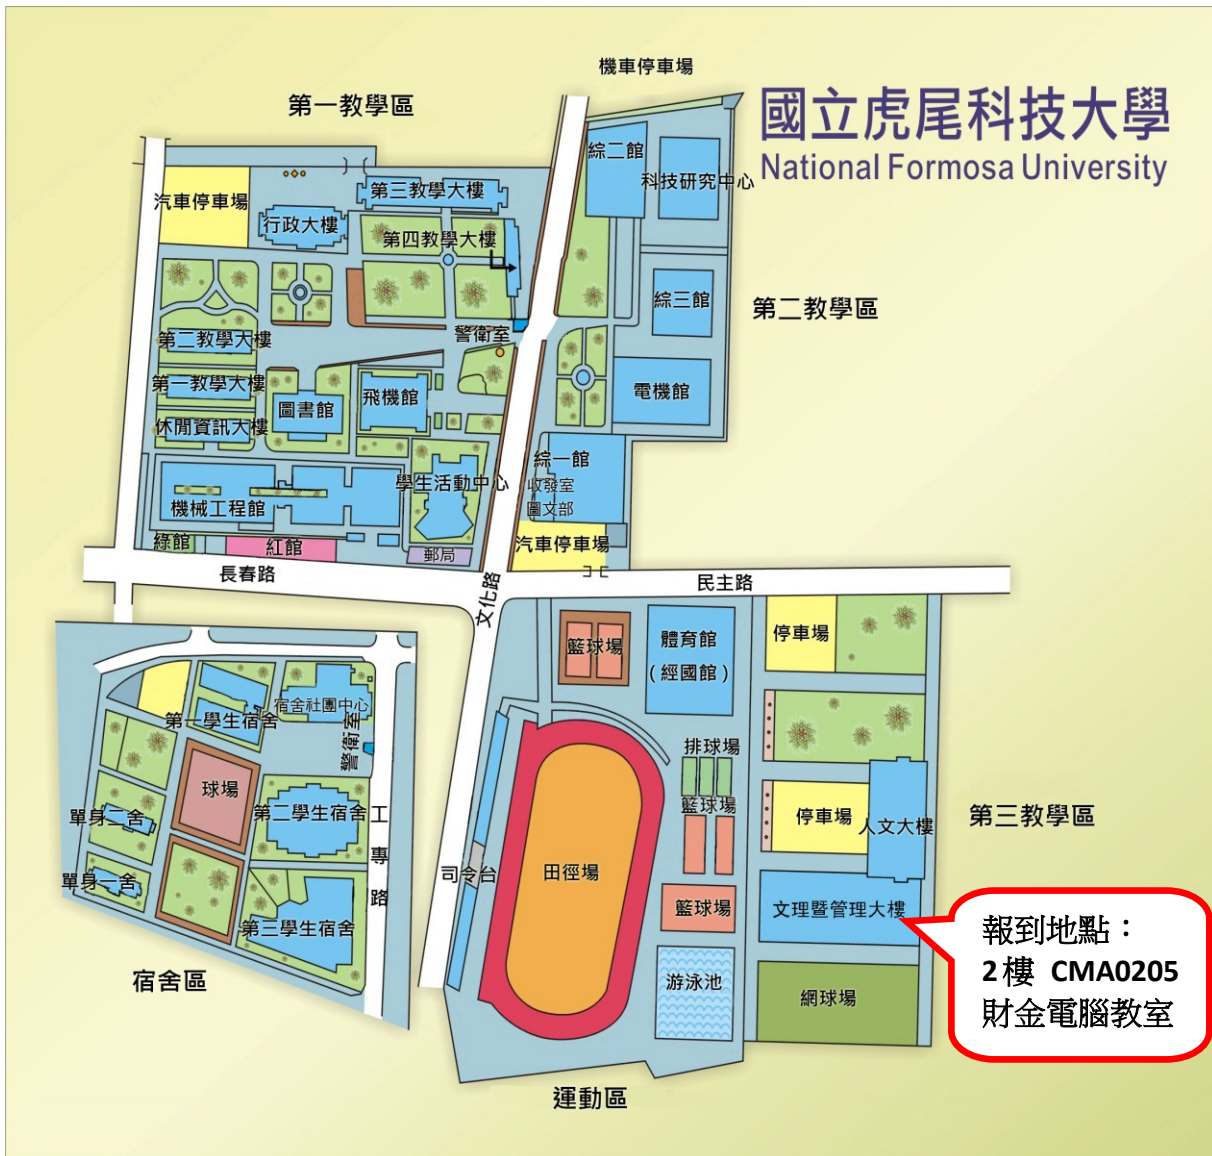 機車停車場
第一教學區
國立虎尾科技大學
National Formosa University
綜二館
科技研究中心
第三教學大樓
汽車停車場
行政大樓
第四教學大樓
綜三館
第二教學區
警衛室
第二教學大樓
第一教學大樓
飛機館
電機館
圖書館
休閒資訊大樓
綜一館
收發室
圖文部
學生活動中心
機械工程館
綠館
紅館
郵局
汽車停車場
長春路
民主路
文化路
籃球場
體育館
(經國館)
停車場
宿舍社團中心
第一學生宿舍
警衛室
排球場
球場
籃球場
第二學生宿舍
單身二舍
工專路
停車場
人文大樓
第三教學區
司令台
田徑場
單身一舍
籃球場
文理暨管理大樓
第三學生宿舍
報到地點：
2樓 CMA0205
財金電腦教室
宿舍區
游泳池
網球場
運動區